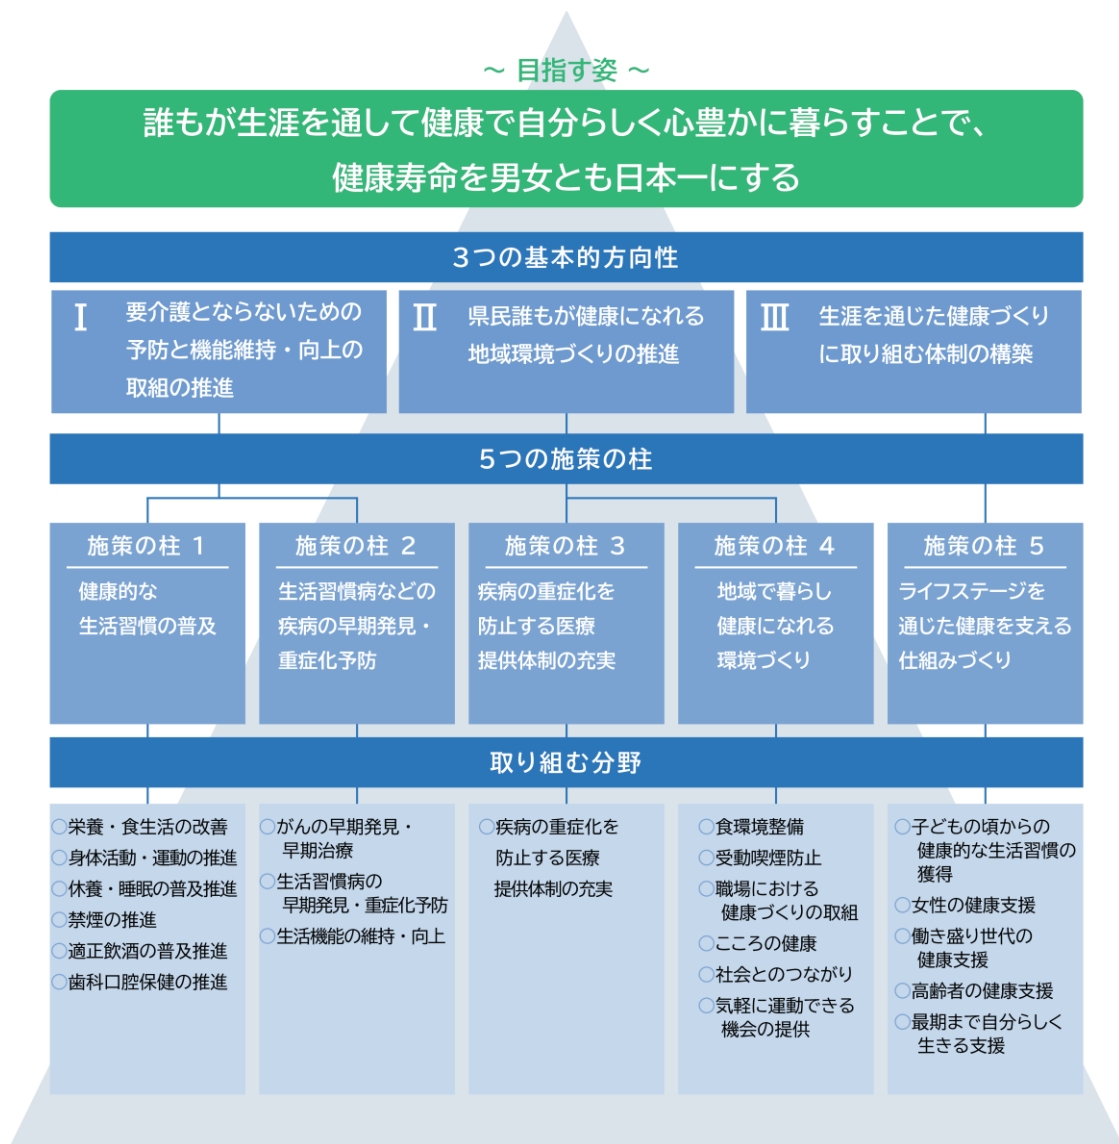 ～ 目指す姿 ～
誰もが生涯を通して健康で自分らしく心豊かに暮らすことで、
健康寿命を男女とも日本一にする
3つの基本的方向性
Ⅰ
要介護とならないための
予防と機能維持・向上の
取組の推進
Ⅱ
県民誰もが健康になれる
地域環境づくりの推進
Ⅲ
生涯を通じた健康づくり
に取り組む体制の構築
5つの施策の柱
施策の柱 1
健康的な
生活習慣の普及
施策の柱 2
生活習慣病などの
疾病の早期発見・
重症化予防
施策の柱 3
疾病の重症化を
防止する医療
提供体制の充実
施策の柱 4
地域で暮らし
健康になれる
環境づくり
施策の柱 5
ライフステージを
通じた健康を支える
仕組みづくり
取り組む分野
○栄養・食生活の改善
○身体活動・運動の推進
○休養・睡眠の普及推進
○禁煙の推進
○適正飲酒の普及推進
○歯科口腔保健の推進
○がんの早期発見・
早期治療
○生活習慣病の
早期発見・重症化予防
○生活機能の維持・向上
○疾病の重症化を
防止する医療
提供体制の充実
○食環境整備
○受動喫煙防止
○職場における
健康づくりの取組
○こころの健康
○社会とのつながり
○気軽に運動できる
機会の提供
○子どもの頃からの
健康的な生活習慣の
獲得
○女性の健康支援
○働き盛り世代の
健康支援
○高齢者の健康支援
○最期まで自分らしく
生きる支援